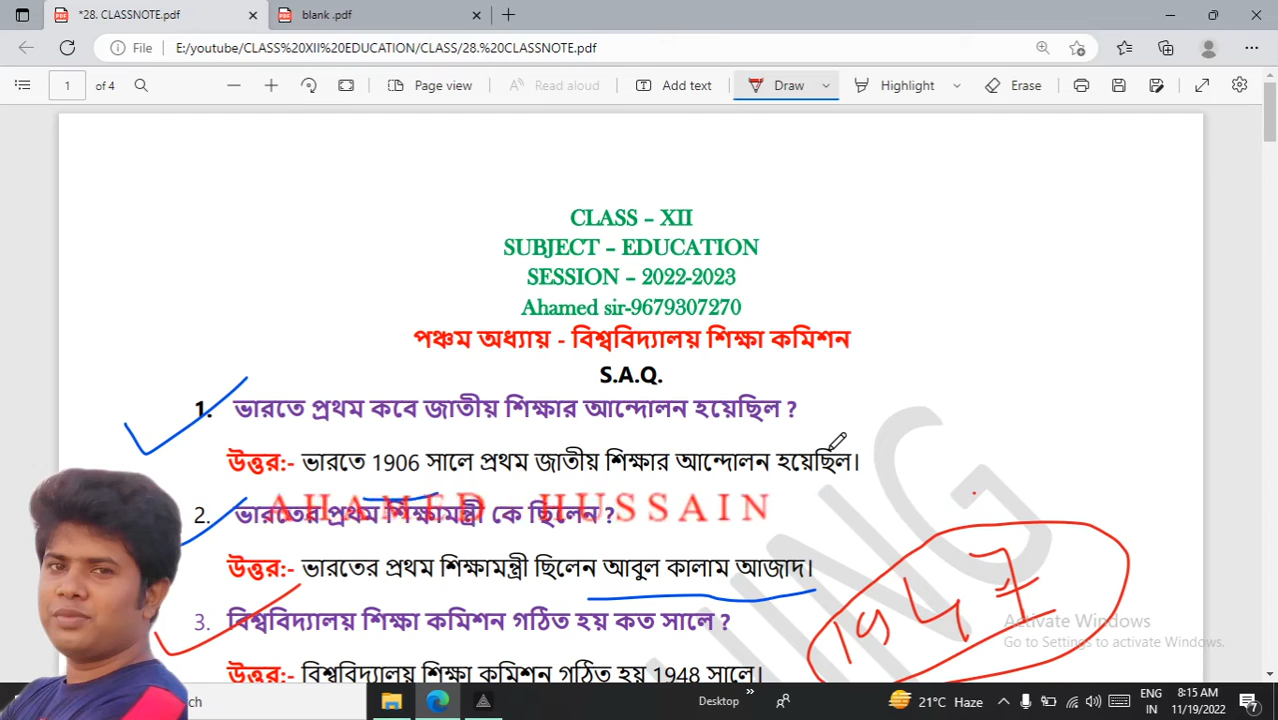 *28. CLASSNOTE.pdf
blank .pdf
File E:/youtube/CLASS%20XII%20EDUCATION/CLASS/28.%20CLASSNOTE.pdf
1 of 4 Page view Read aloud Add text Draw Highlight Erase
CLASS – XII
SUBJECT – EDUCATION
SESSION – 2022-2023
Ahamed sir-9679307270
পঞ্চম অধ্যায় - বিশ্ববিদ্যালয় শিক্ষা কমিশন
S.A.Q.
1. ভারতে প্রথম কবে জাতীয় শিক্ষার আন্দোলন হয়েছিল ?
উত্তর:- ভারতে 1906 সালে প্রথম জাতীয় শিক্ষার আন্দোলন হয়েছিল।
AHAMED HUSSAIN
2. ভারতের প্রথম শিক্ষামন্ত্রী কে ছিলেন ?
উত্তর:- ভারতের প্রথম শিক্ষামন্ত্রী ছিলেন আবুল কালাম আজাদ।
1947
3. বিশ্ববিদ্যালয় শিক্ষা কমিশন গঠিত হয় কত সালে ?
Activate Windows
Go to Settings to activate Windows.
উত্তর:- বিশ্ববিদ্যালয় শিক্ষা কমিশন গঠিত হয় 1948 সালে।
Desktop
21°C Haze
ENG
IN
8:15 AM
11/19/2022
7